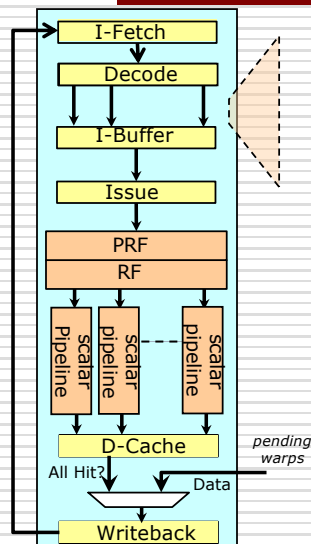 I-Fetch
Decode
I-Buffer
Issue
PRF
RF
scalar
Pipeline
scalar
pipeline
scalar
pipeline
D-Cache
pending
warps
All Hit?
Data
Writeback